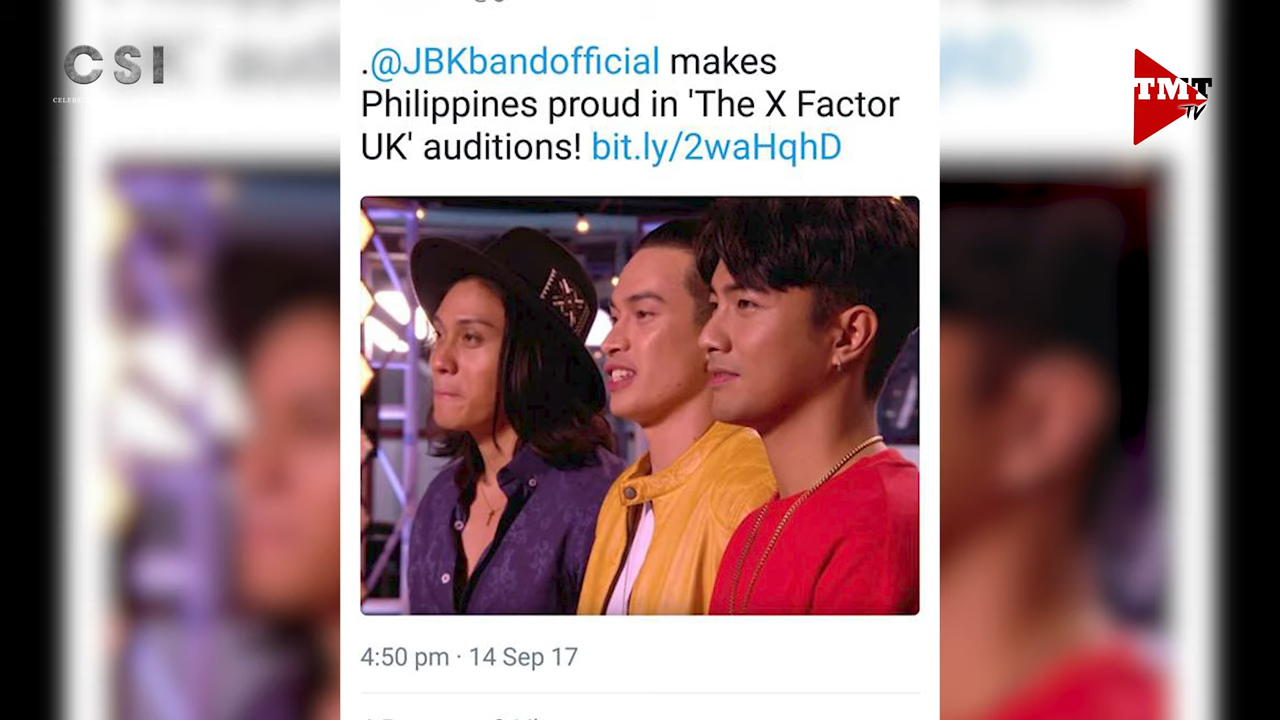 CSI
TMT
TV
.@JBKbandofficial makes
Philippines proud in 'The X Factor
UK' auditions! bit.ly/2waHqhD
4:50 pm · 14 Sep 17